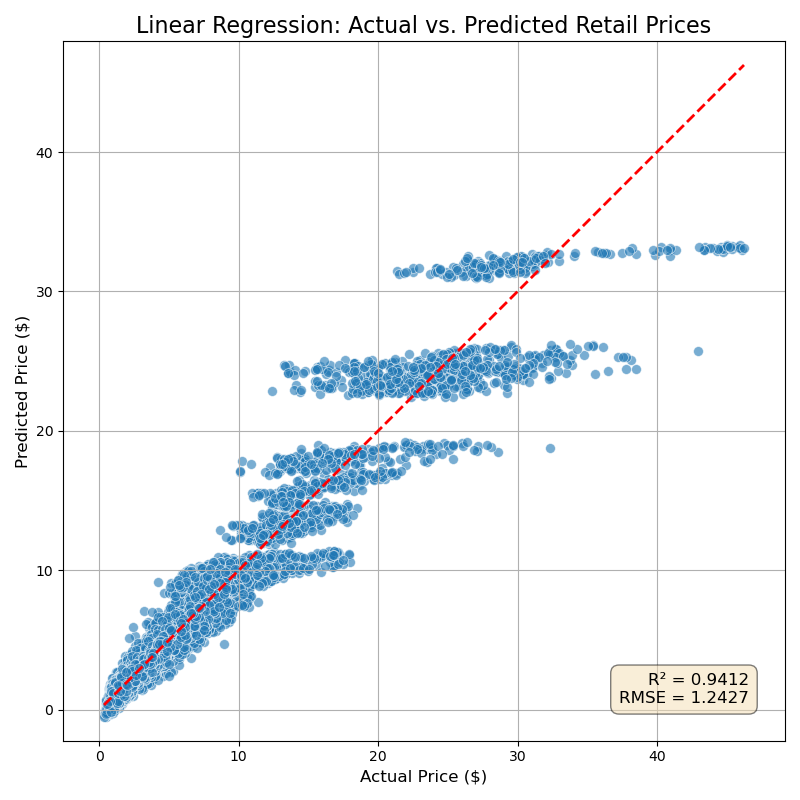 Linear Regression: Actual vs. Predicted Retail Prices
Predicted Price ($)
40
30
20
10
0
R² = 0.9412
RMSE = 1.2427
0 10 20 30 40
Actual Price ($)